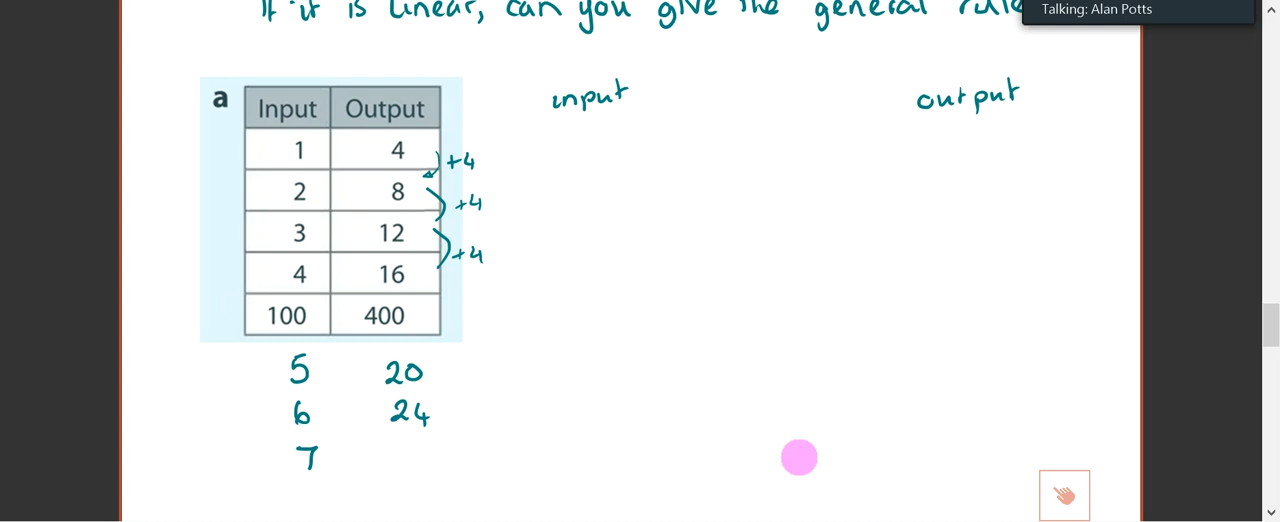 If it is linear, can you give the general rule
Talking: Alan Potts
a
Input Output
1 4
2 8
3 12
4 16
100 400
+4
+4
+4
5 20
6 24
7
input output